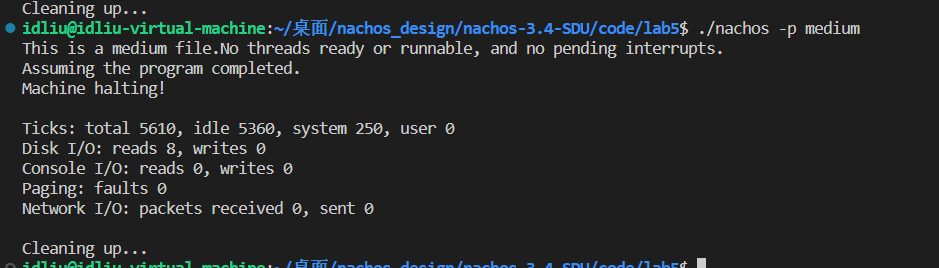 Cleaning up...
idliu@idliu-virtual-machine:~/桌面/nachos_design/nachos-3.4-SDU/code/lab5$ ./nachos -p medium
This is a medium file.No threads ready or runnable, and no pending interrupts.
Assuming the program completed.
Machine halting!
Ticks: total 5610, idle 5360, system 250, user 0
Disk I/O: reads 8, writes 0
Console I/O: reads 0, writes 0
Paging: faults 0
Network I/O: packets received 0, sent 0
Cleaning up...
idliu@idliu-virtual-machine:~/桌面/nachos_design/nachos-3.4-SDU/code/lab5$